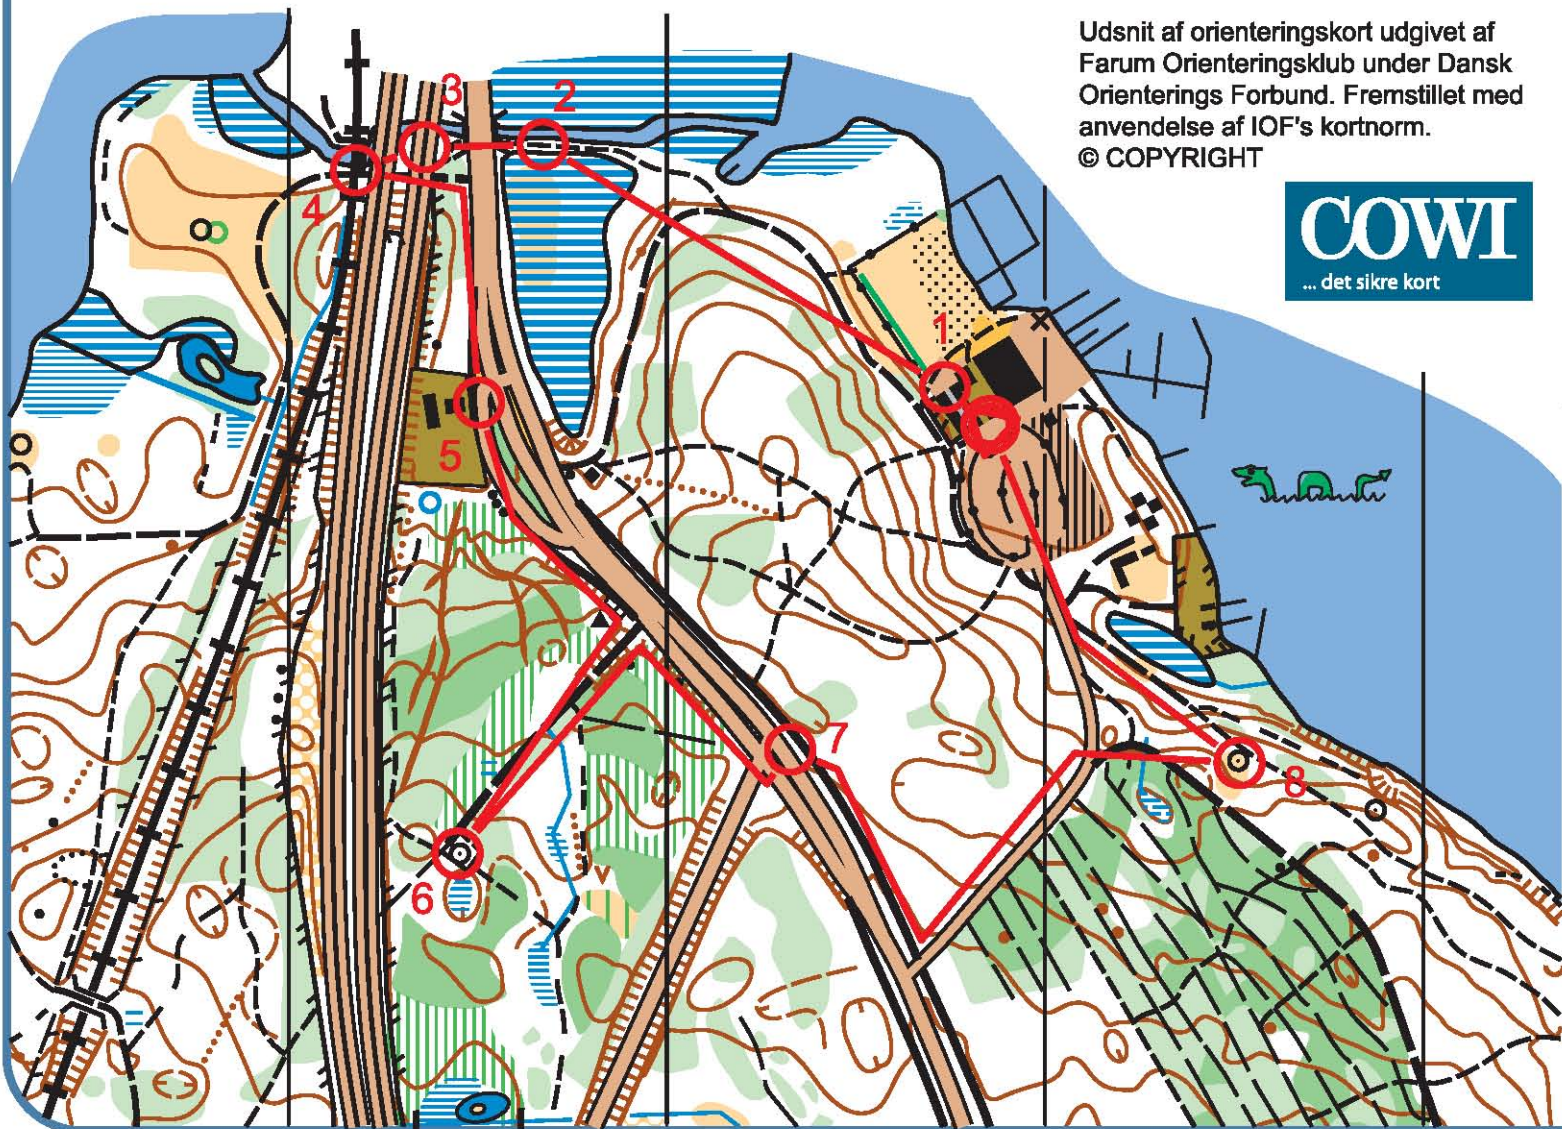 Udsnit af orienteringskort udgivet af
Farum Orienteringsklub under Dansk
Orienterings Forbund. Fremstillet med
anvendelse af IOF's kortnorm.
© COPYRIGHT
COWI
... det sikre kort
3
2
4
1
5
7
8
6